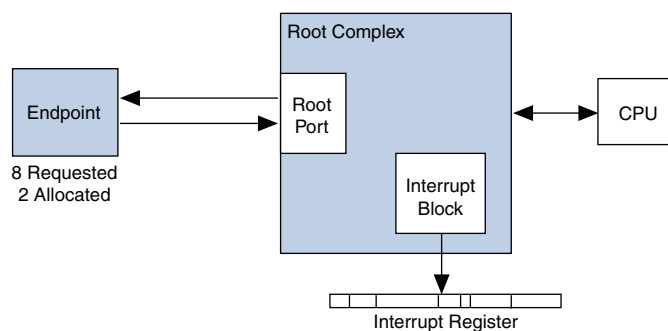 Root Complex
Endpoint
Root
Port
CPU
8 Requested
2 Allocated
Interrupt
Block
Interrupt Register